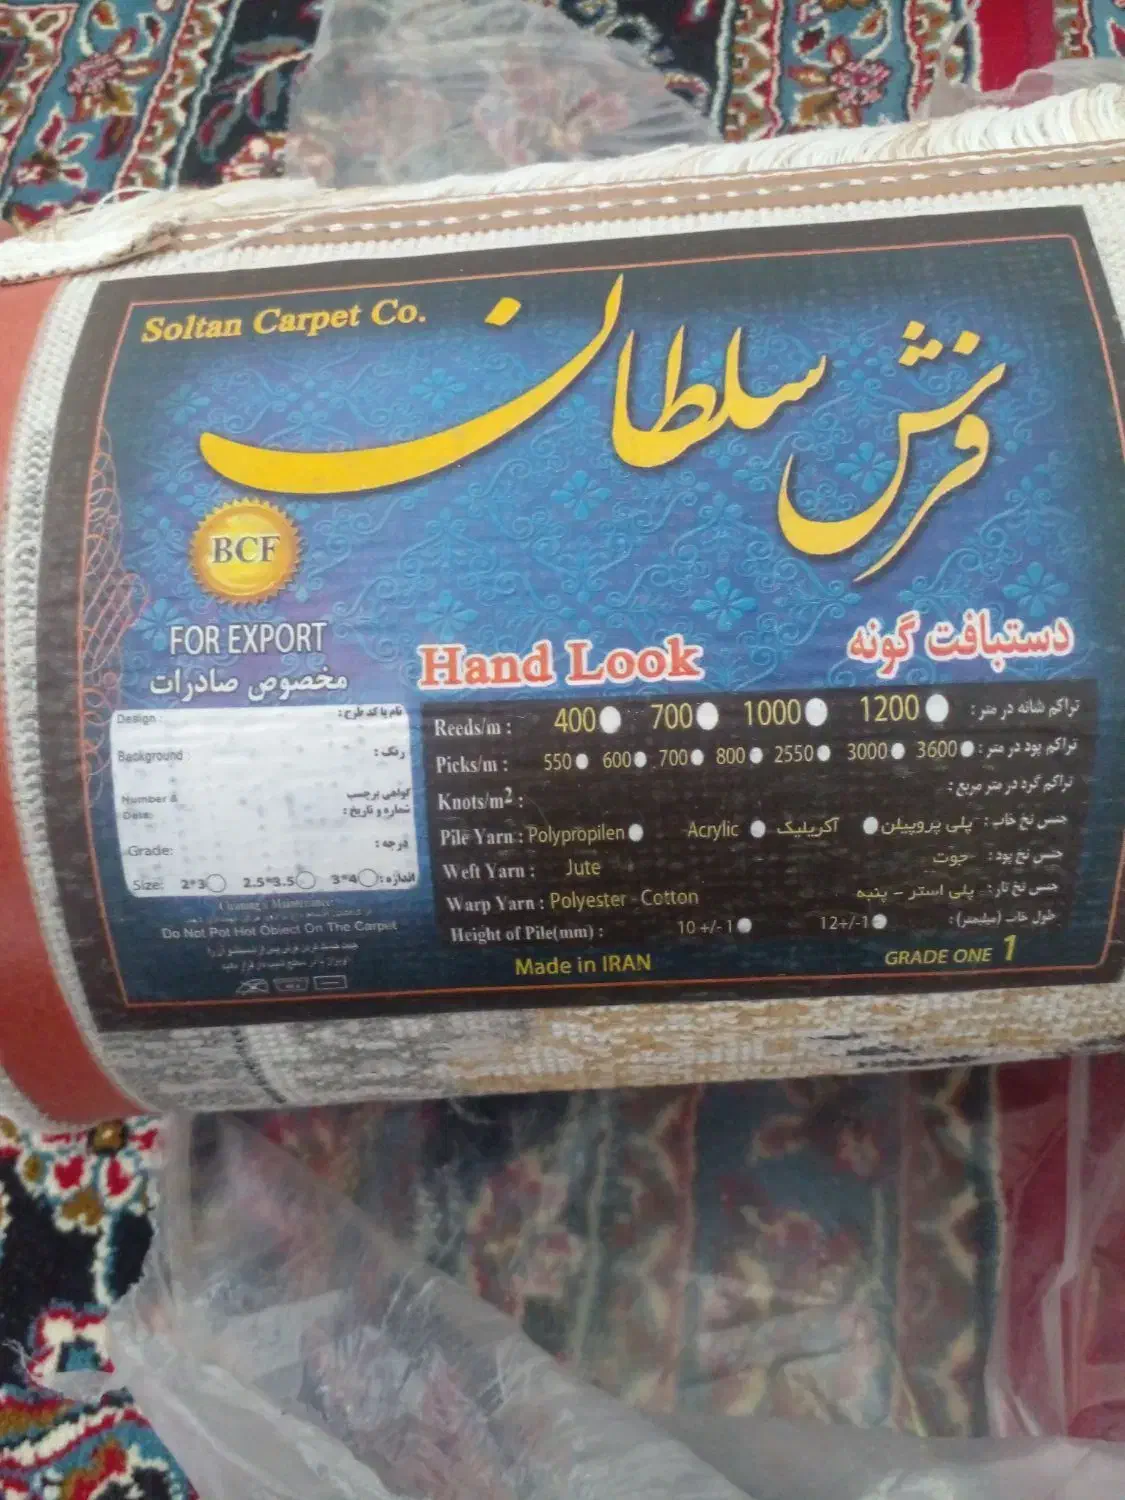 Soltan Carpet Co.
فرش سلطان
BCF
FOR EXPORT
مخصوص صادرات
Hand Look
دستبافت گونه
Design : نام یا کد طرح :
Background : رنگ :
Number & گواهی برچسب
Date: شماره و تاریخ :
Grade: درجه :
Size: 2*3 2.5*3.5 3*4 اندازه :
Reeds/m : 400 700 1000 1200 تراکم شانه در متر :
Picks/m : 550 600 700 800 2550 3000 3600 تراکم پود در متر :
Knots/m2 : تراکم گره در متر مربع :
Pile Yarn : Polypropilen Acrylic آکریلیک پلی پروپیلن جنس نخ خاب :
Weft Yarn : Jute جوت جنس نخ پود :
Warp Yarn : Polyester - Cotton پلی استر - پنبه جنس نخ تار :
Height of Pile(mm) : 10 +/- 1 12+/-1 طول خاب (میلیمتر) :
Cleaning & Maintenance:
Do Not Pot Hot Object On The Carpet
Made in IRAN
GRADE ONE 1